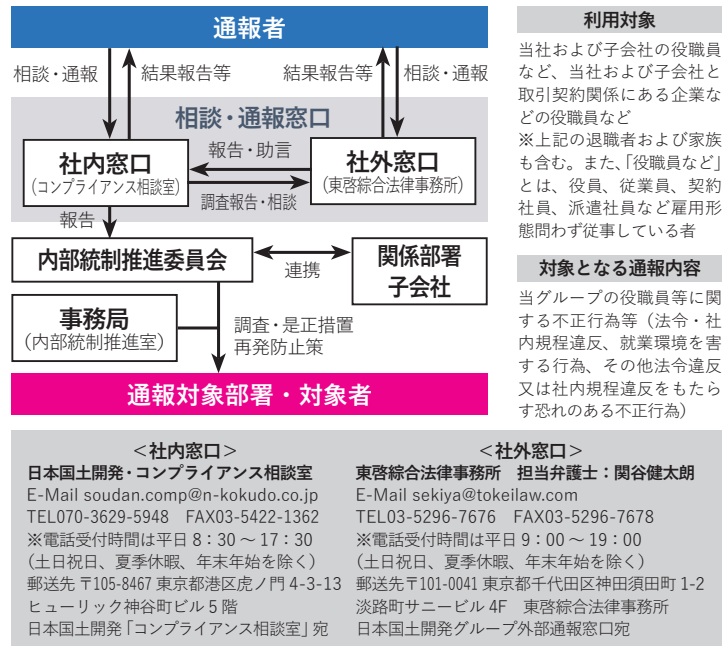 通報者
相談・通報
結果報告等
結果報告等
相談・通報
相談・通報窓口
社内窓口
（コンプライアンス相談室）
報告・助言
調査報告・相談
社外窓口
（東啓綜合法律事務所）
報告
内部統制推進委員会
連携
関係部署
子会社
事務局
（内部統制推進室）
調査・是正措置
再発防止策
通報対象部署・対象者
利用対象
当社および子会社の役職員
など、当社および子会社と
取引契約関係にある企業な
どの役職員など
※上記の退職者および家族
も含む。また、「役職員など」
とは、役員、従業員、契約
社員、派遣社員など雇用形
態問わず従事している者
対象となる通報内容
当グループの役職員等に関
する不正行為等（法令・社
内規程違反、就業環境を害
する行為、その他法令違反
又は社内規程違反をもたら
す恐れのある不正行為）
＜社内窓口＞
日本国土開発・コンプライアンス相談室
E-Mail soudan.comp@n-kokudo.co.jp
TEL070-3629-5948　FAX03-5422-1362
※電話受付時間は平日 8：30 ～ 17：30
（土日祝日、夏季休暇、年末年始を除く）
郵送先 〒105-8467 東京都港区虎ノ門 4-3-13
ヒューリック神谷町ビル 5 階
日本国土開発「コンプライアンス相談室」宛
＜社外窓口＞
東啓綜合法律事務所　担当弁護士：関谷健太朗
E-Mail sekiya@tokeilaw.com
TEL03-5296-7676　FAX03-5296-7678
※電話受付時間は平日 9：00 ～ 19：00
（土日祝日、夏季休暇、年末年始を除く）
郵送先 〒101-0041 東京都千代田区神田須田町 1-2
淡路町サニービル 4F　東啓綜合法律事務所
日本国土開発グループ外部通報窓口宛